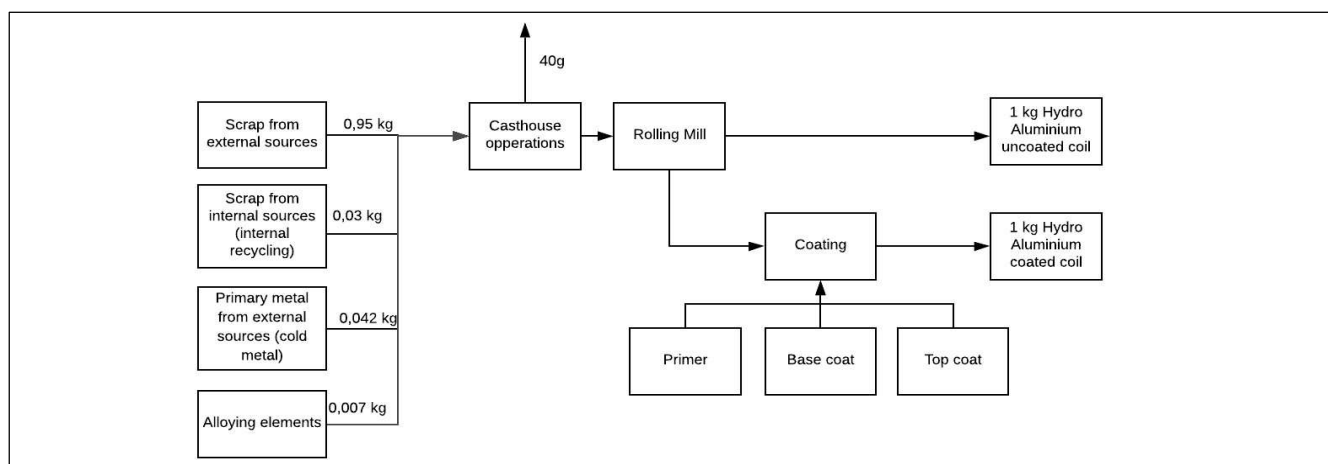 40g
Scrap from
external sources
0,95 kg
Casthouse
opperations
Rolling Mill
1 kg Hydro
Aluminium
uncoated coil
Scrap from
internal sources
(internal
recycling)
0,03 kg
Coating
1 kg Hydro
Aluminium
coated coil
Primary metal
from external
sources (cold
metal)
0,042 kg
Primer
Base coat
Top coat
Alloying elements
0,007 kg